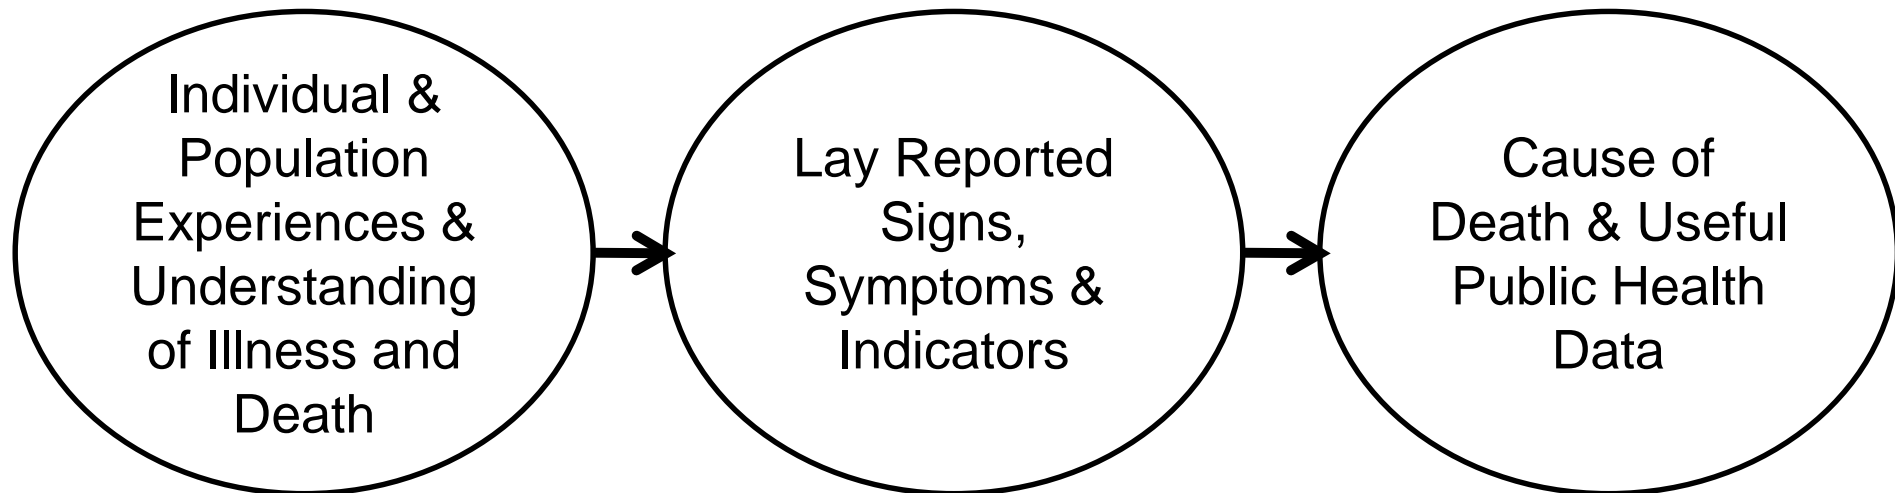 Individual &
Population
Experiences &
Understanding
of Illness and
Death
Lay Reported
Signs,
Symptoms &
Indicators
Cause of
Death & Useful
Public Health
Data